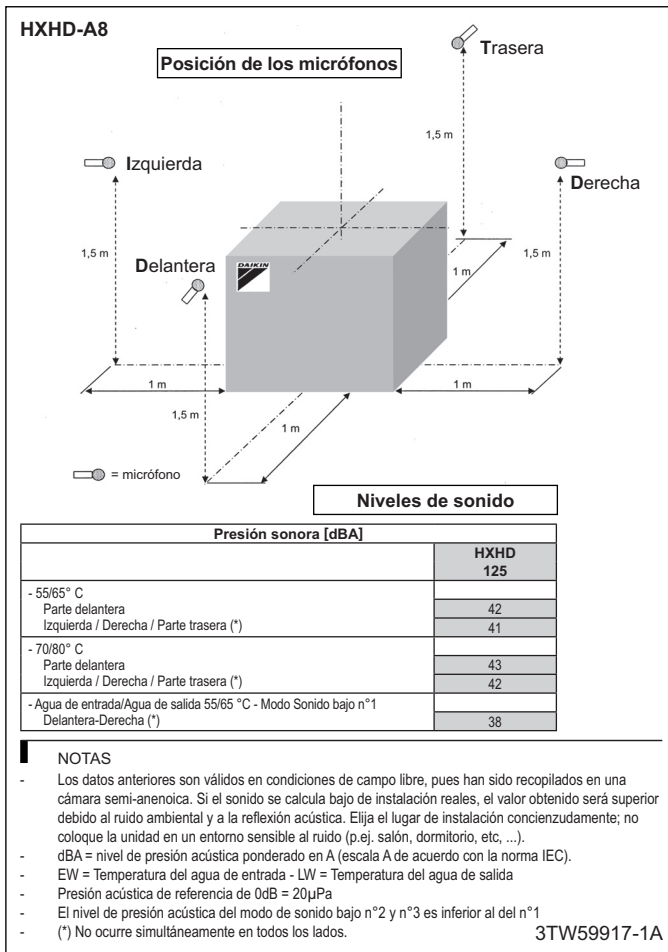 HXHD-A8
Posición de los micrófonos
Trasera
1,5 m
Izquierda
Derecha
1,5 m
Delantera
DAIKIN
1 m
1,5 m
1 m
1 m
1,5 m
1 m
= micrófono
Niveles de sonido
Presión sonora [dBA]
HXHD
125
- 55/65° C
Parte delantera 42
Izquierda / Derecha / Parte trasera (*) 41
- 70/80° C
Parte delantera 43
Izquierda / Derecha / Parte trasera (*) 42
- Agua de entrada/Agua de salida 55/65 °C - Modo Sonido bajo n°1
Delantera-Derecha (*) 38
NOTAS
- Los datos anteriores son válidos en condiciones de campo libre, pues han sido recopilados en una
cámara semi-anenoica. Si el sonido se calcula bajo de instalación reales, el valor obtenido será superior
debido al ruido ambiental y a la reflexión acústica. Elija el lugar de instalación concienzudamente; no
coloque la unidad en un entorno sensible al ruido (p.ej. salón, dormitorio, etc, ...).
- dBA = nivel de presión acústica ponderado en A (escala A de acuerdo con la norma IEC).
- EW = Temperatura del agua de entrada - LW = Temperatura del agua de salida
- Presión acústica de referencia de 0dB = 20µPa
- El nivel de presión acústica del modo de sonido bajo n°2 y n°3 es inferior al del n°1
- (*) No ocurre simultáneamente en todos los lados.
3TW59917-1A